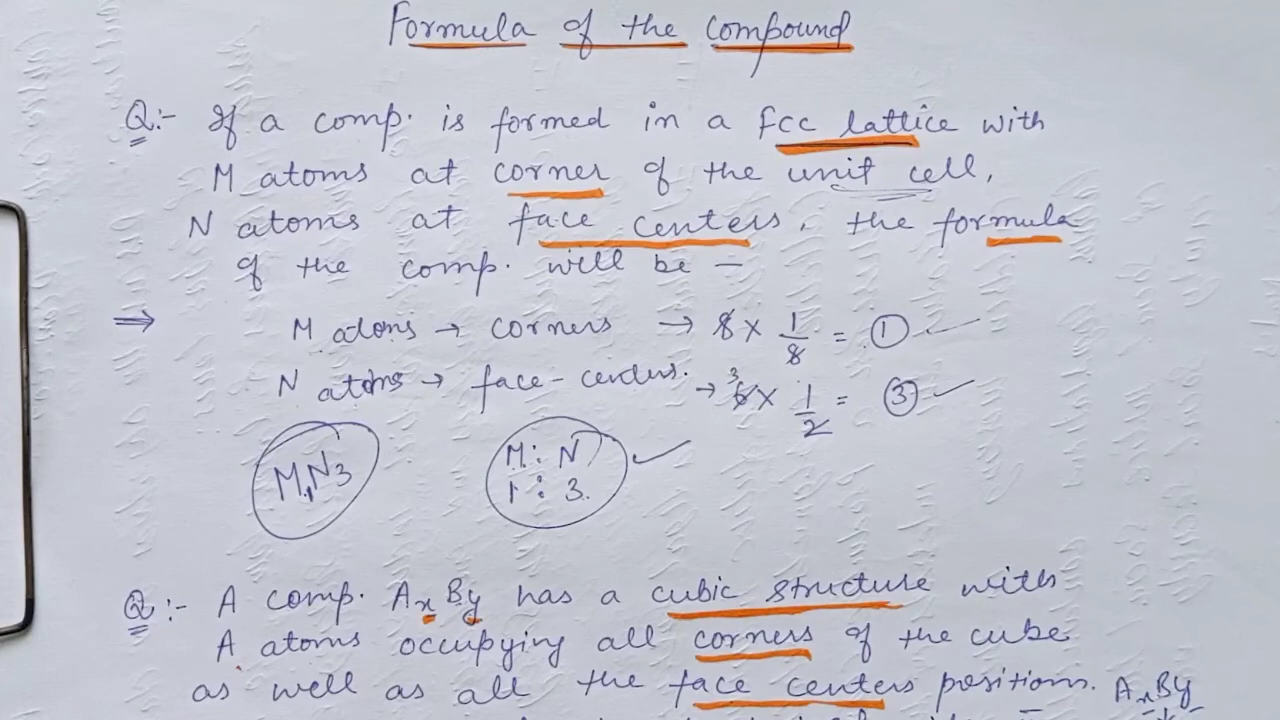 Formula of the compound
Q:- If a comp. is formed in a fcc lattice with
M atoms at corner of the unit cell,
N atoms at face centers, the formula
of the comp. will be –
⇒ M atoms → corners → 8 × 1/8 = 1
N atoms → face-centers. → 3 6 × 1/2 = 3
M1N3
M : N
1 : 3.
Q:- A comp. AxBy has a cubic structure with
A atoms occupying all corners of the cube
as well as all the face centers positions. AxBy